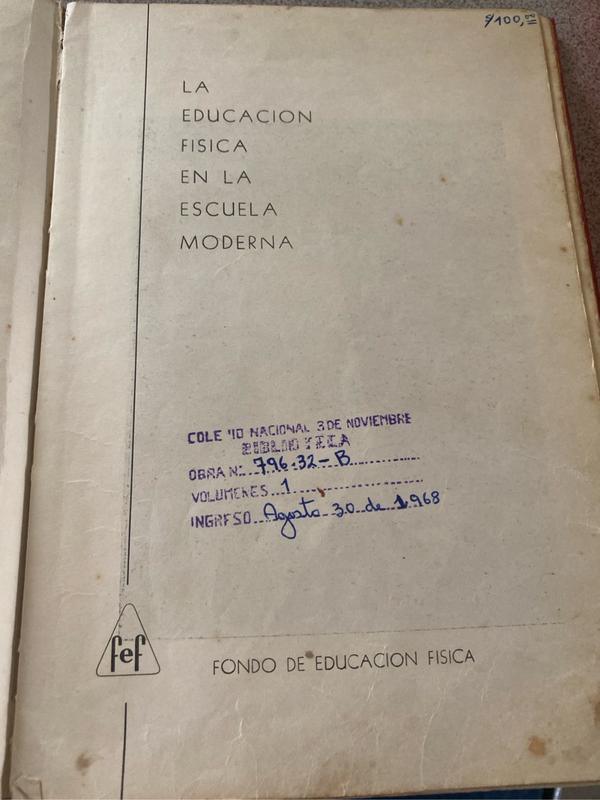 S/100,00
LA
EDUCACION
FISICA
EN LA
ESCUELA
MODERNA
COLE IO NACIONAL 3 DE NOVIEMBRE
BIBLIOTECA
OBRA N: 796-32-B
VOLUMENES 1
INGRESO Agosto 30 de 1968
fef
FONDO DE EDUCACION FISICA